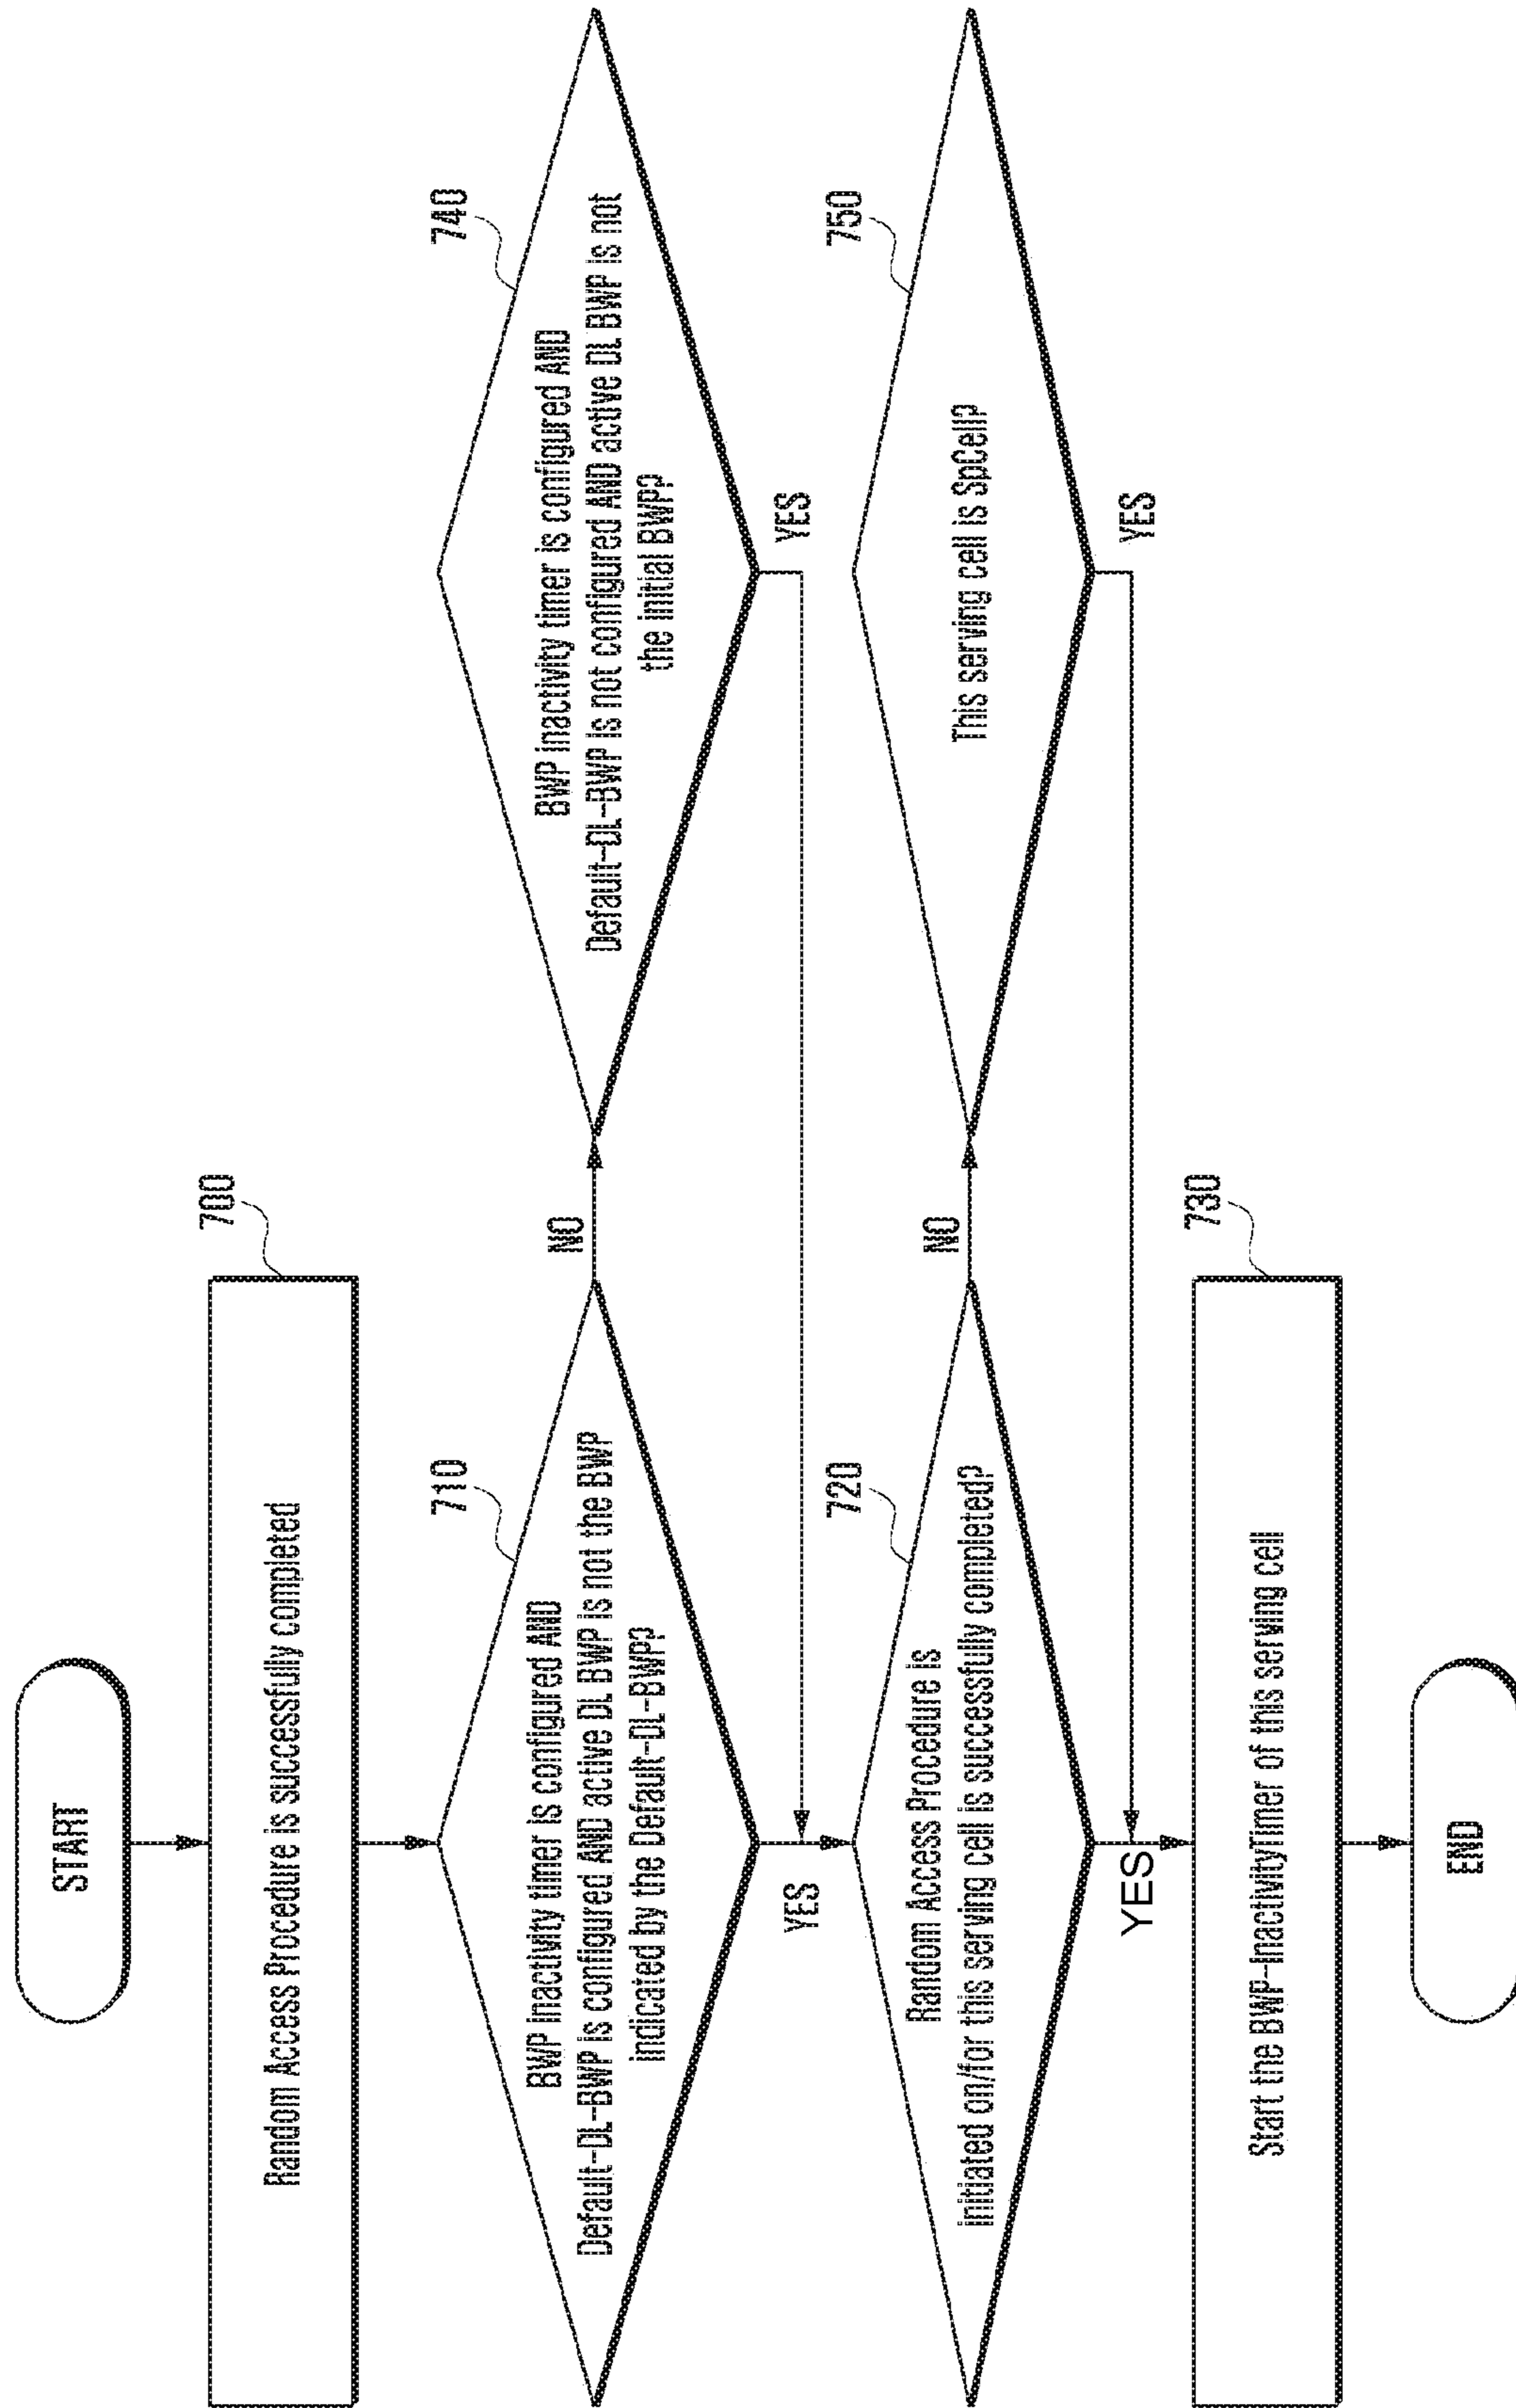 START
700
Random Access Procedure is successfully completed
710
BWP inactivity timer is configured AND
Default-DL-BWP is configured AND active DL BWP is not the BWP
indicated by the Default-DL-BWP?
NO
740
BWP inactivity timer is configured AND
Default-DL-BWP is not configured AND active DL BWP is not
the initial BWP?
YES
YES
720
Random Access Procedure is
initiated on/for this serving cell is successfully completed?
NO
750
This serving cell is SpCell?
YES
YES
730
Start the BWP-InactivityTimer of this serving cell
END